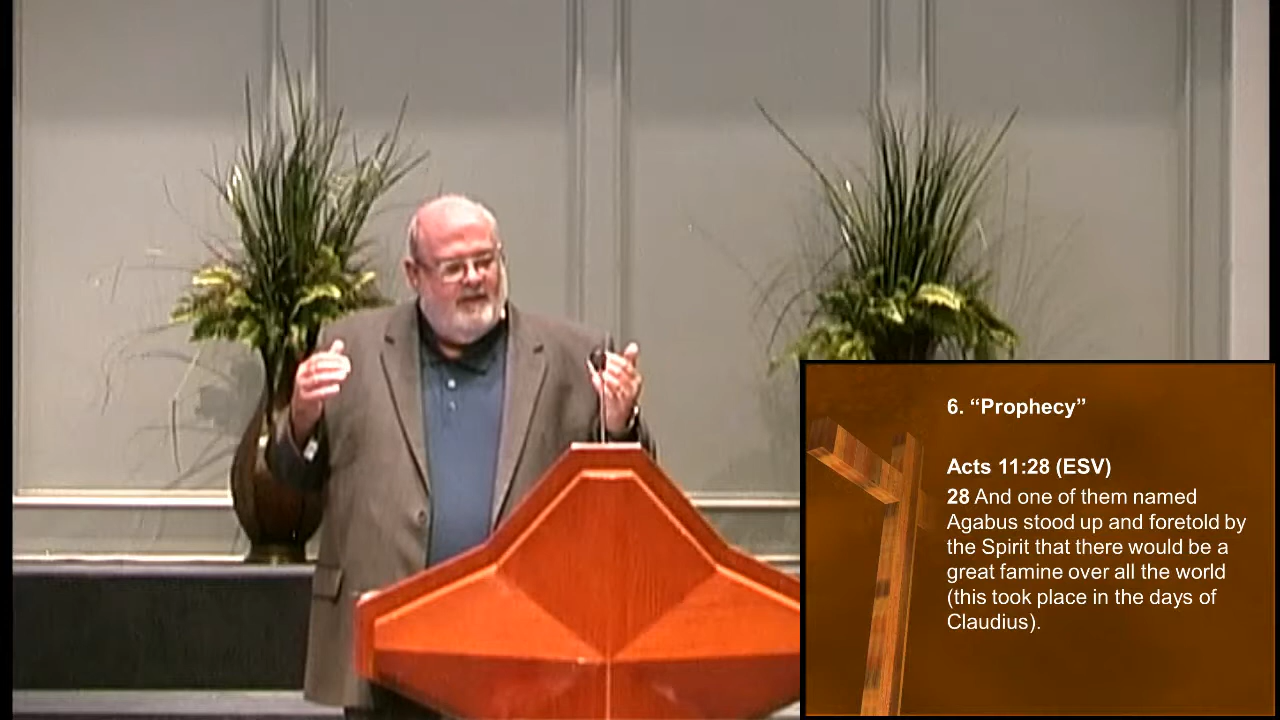 6. “Prophecy”
Acts 11:28 (ESV)
28 And one of them named
Agabus stood up and foretold by
the Spirit that there would be a
great famine over all the world
(this took place in the days of
Claudius).